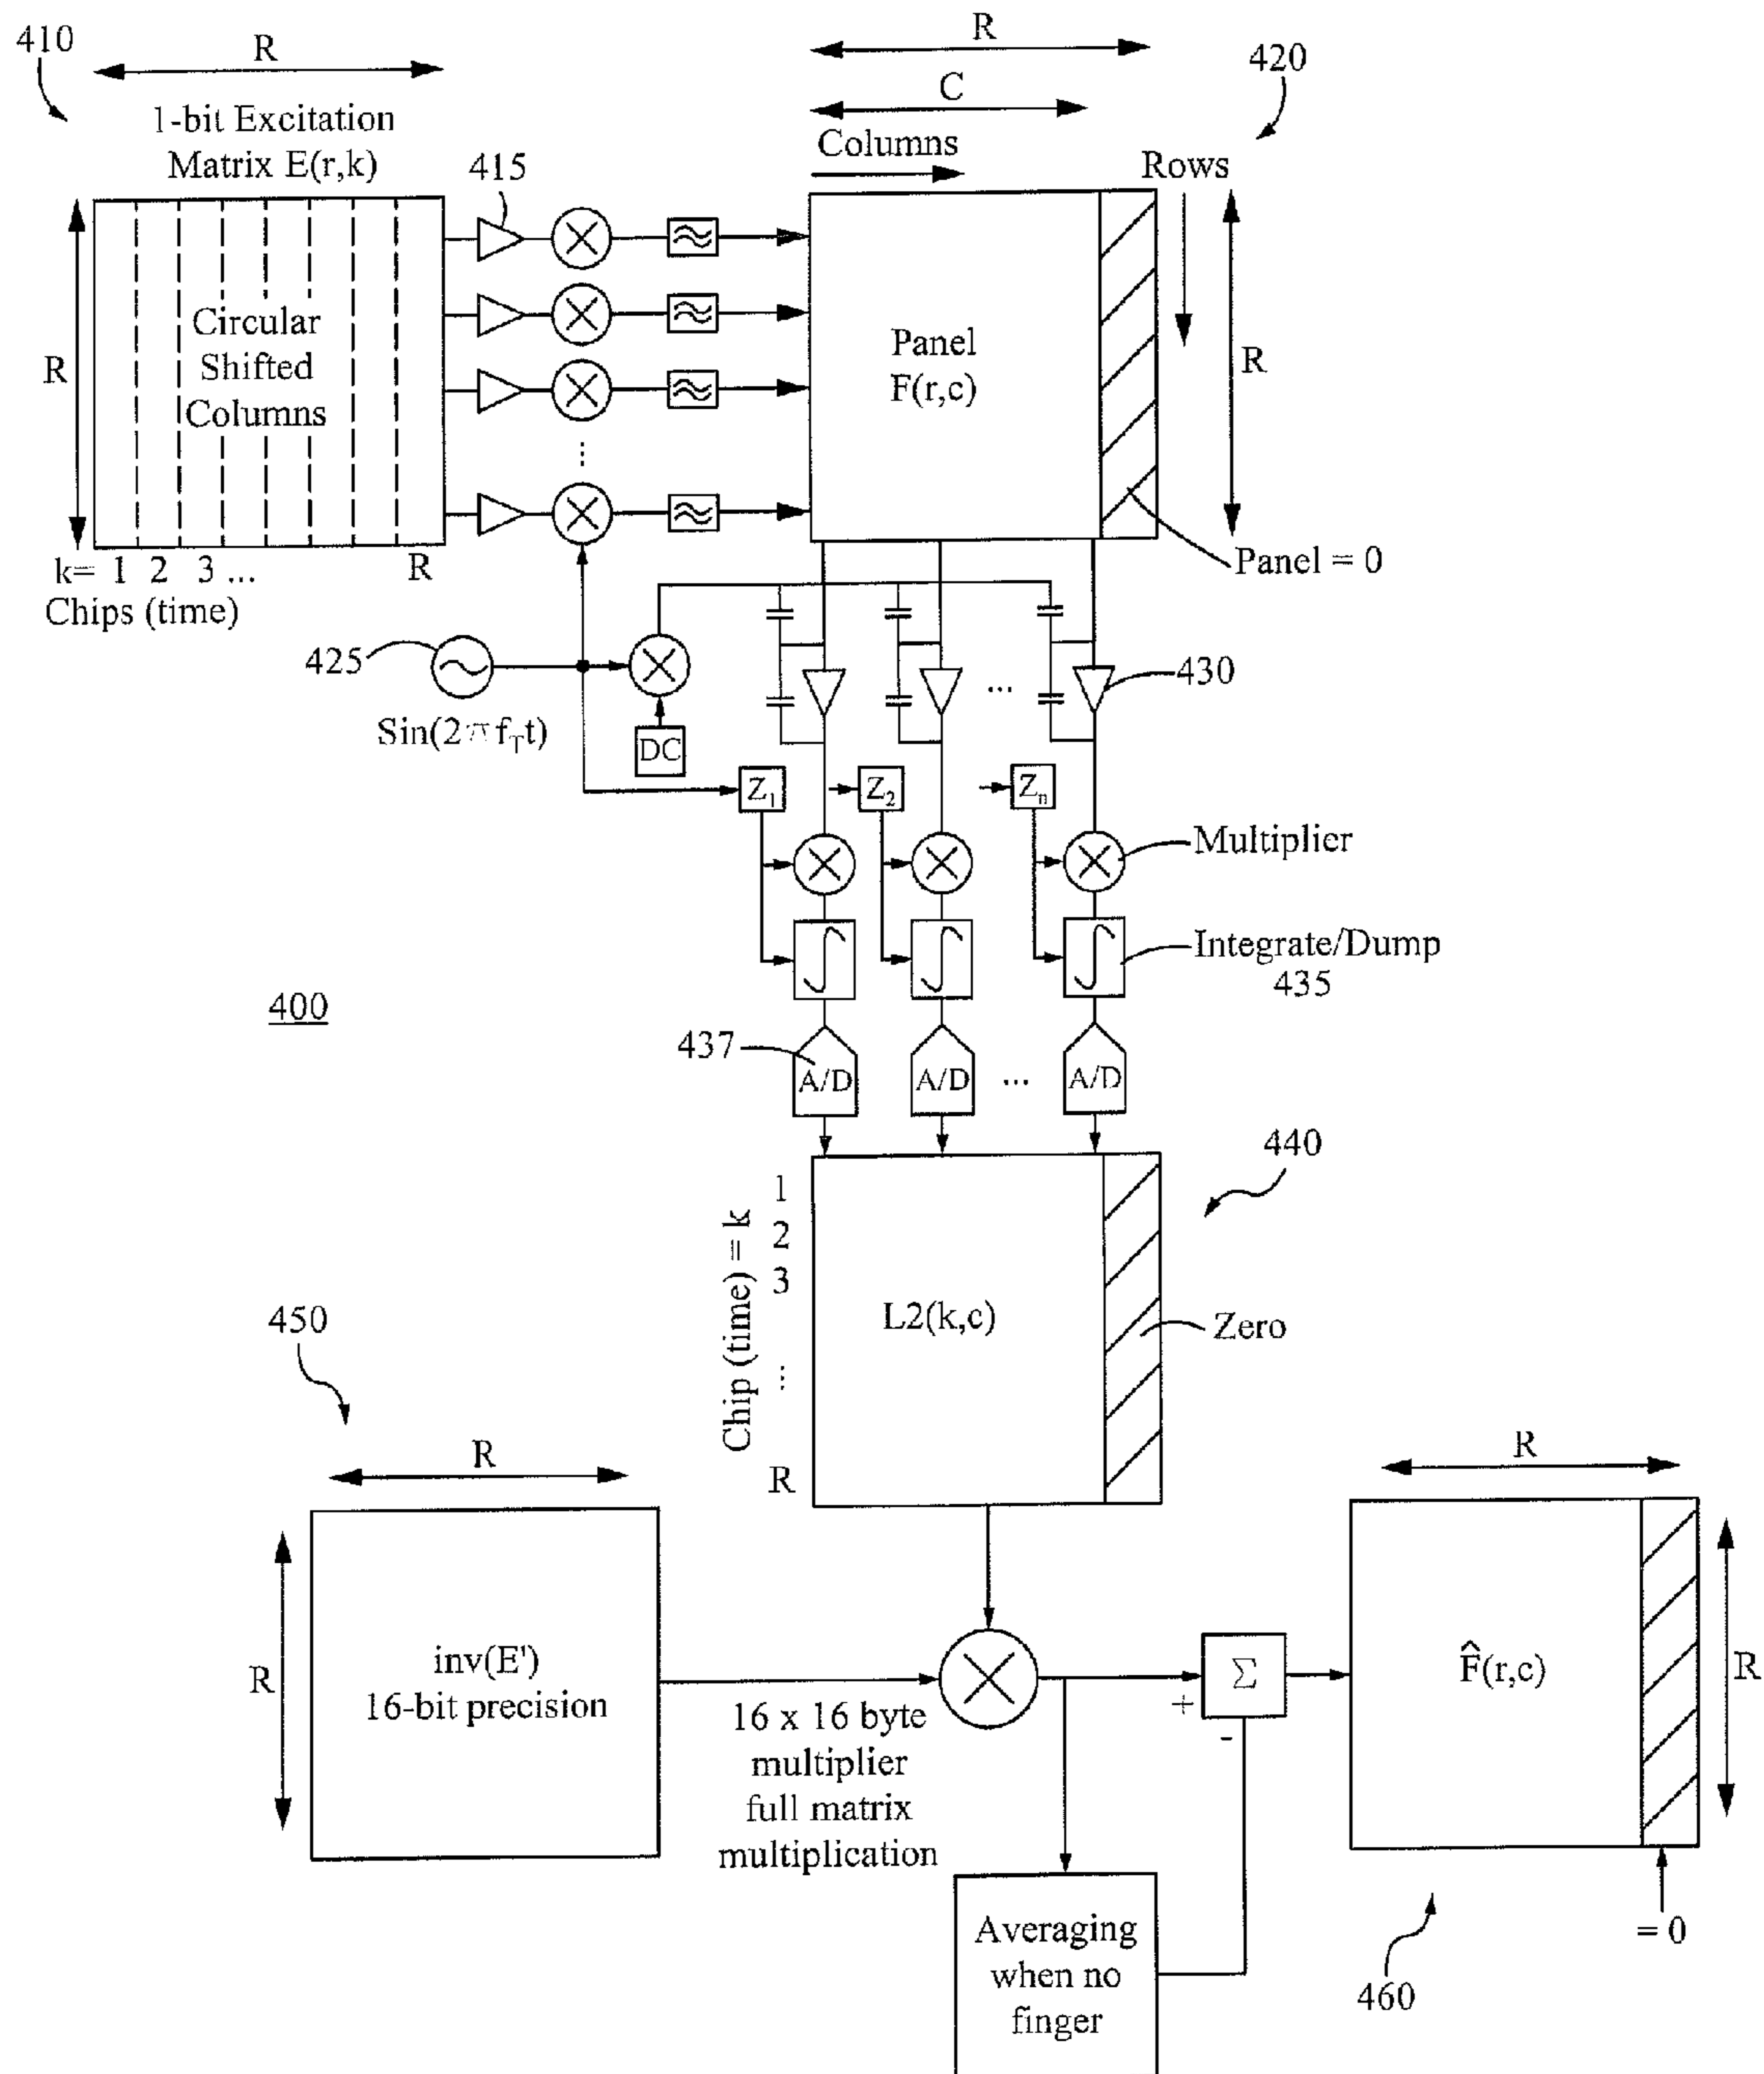 410
R
1-bit Excitation
Matrix E(r,k)
415
R
C
Columns
420
Rows
R
Circular
Shifted
Columns
Panel
F(r,c)
R
k= 1 2 3 ... R
Chips (time)
Panel = 0
425
Sin(2πf_T t)
DC
...
430
Z₁
Z₂
Zₙ
Multiplier
Integrate/Dump
435
400
437
A/D
A/D
...
A/D
440
Chip (time) = k
1
2
3
...
R
L2(k,c)
Zero
450
R
R
inv(E')
16-bit precision
16 x 16 byte
multiplier
full matrix
multiplication
+
-
Σ
R
F̂(r,c)
R
= 0
460
Averaging
when no
finger